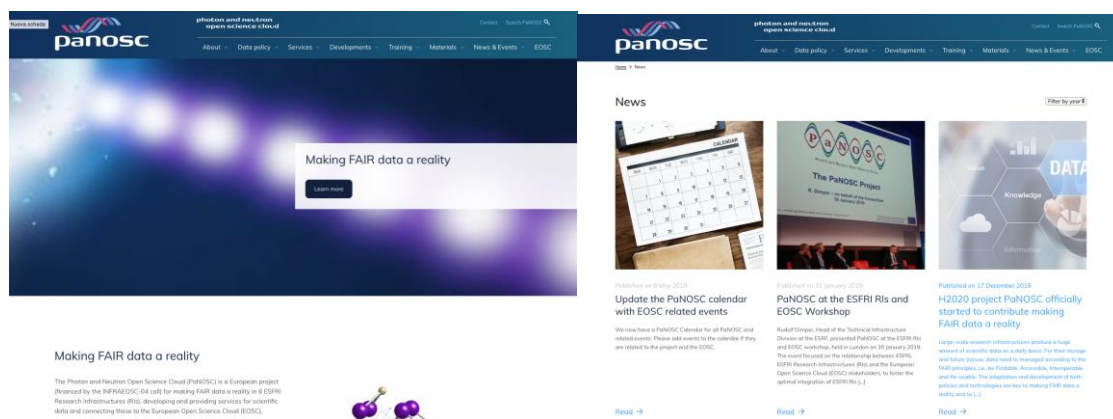 Nuova scheda
panosc
photon and neutron
open science cloud
Contact Search PaNOSC
About Data policy Services Developments Training Materials News & Events EOSC
Making FAIR data a reality
Learn more
Making FAIR data a reality
The Photon and Neutron Open Science Cloud (PaNOSC) is a European project
(financed by the INFRAEOSC-04 call) for making FAIR data a reality in 6 ESFRI
Research Infrastructures (RIs), developing and providing services for scientific
data and connecting these to the European Open Science Cloud (EOSC).
panosc
photon and neutron
open science cloud
Contact Search PaNOSC
About Data policy Services Developments Training Materials News & Events EOSC
Home > News
News
Filter by year
CALENDAR
PaNOSC
The PaNOSC Project
DATA
Knowledge
Information
Published on 8 May 2019
Update the PaNOSC calendar
with EOSC related events
We now have a PaNOSC Calendar for all PaNOSC and
related events. Please add events to the calendar if they
are related to the project and the EOSC.
Read →
Published on 31 January 2019
PaNOSC at the ESFRI RIs and
EOSC Workshop
Rudolf Dimper, Head of the Technical Infrastructure
Division at the ESRF, presented PaNOSC at the ESFRI RIs
and EOSC workshop, held in London on 30 January 2019.
The event focused on the relationship between ESFRI,
ESFRI Research Infrastructures (RIs) and the European
Open Science Cloud (EOSC) stakeholders, to foster the
optimal integration of ESFRI RIs [...]
Read →
Published on 17 December 2018
H2020 project PaNOSC officially
started to contribute making
FAIR data a reality
Large-scale research infrastructures produce a huge
amount of scientific data on a daily basis. For their storage
and future (re)use, data need to managed according to the
FAIR principles, i.e., be Findable, Accessible, Interoperable
and Re-usable. The adaptation and development of both
policies and technologies are key to making FAIR data a
reality and to [...]
Read →